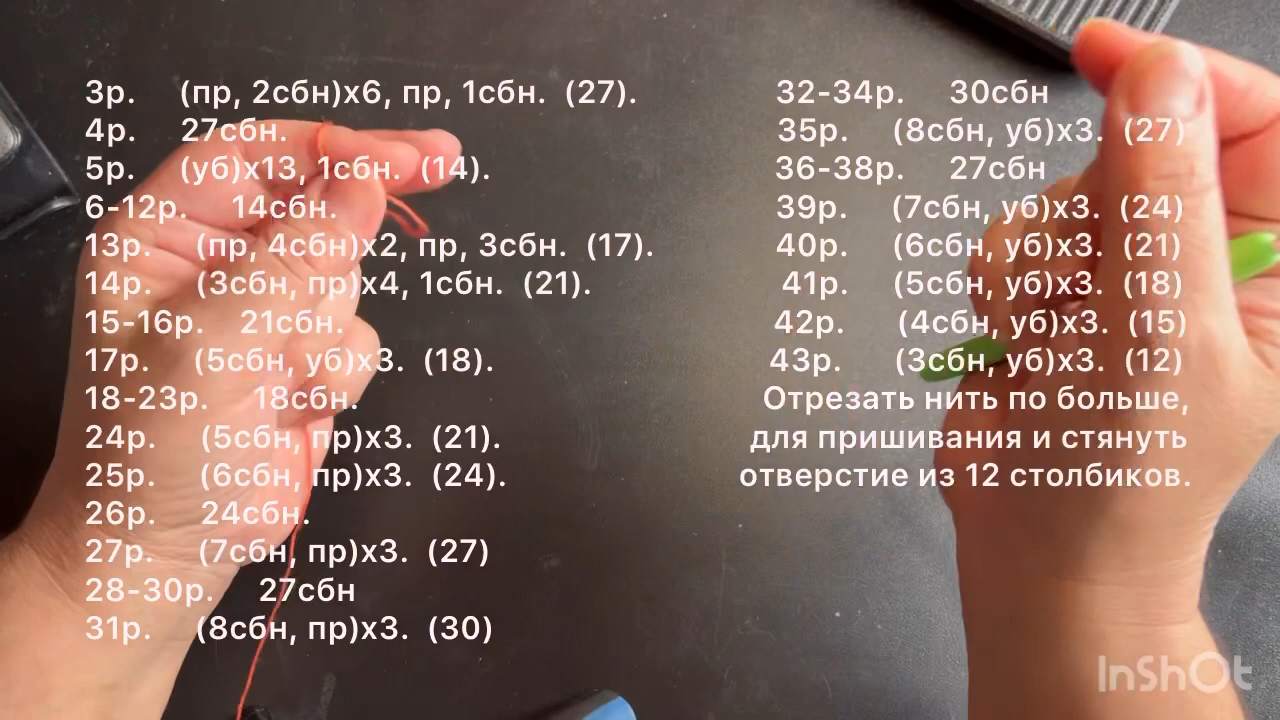 3р. (пр, 2сбн)х6, пр, 1сбн. (27).
4р. 27сбн.
5р. (уб)х13, 1сбн. (14).
6-12р. 14сбн.
13р. (пр, 4сбн)х2, пр, 3сбн. (17).
14р. (3сбн, пр)х4, 1сбн. (21).
15-16р. 21сбн.
17р. (5сбн, уб)х3. (18).
18-23р. 18сбн.
24р. (5сбн, пр)х3. (21).
25р. (6сбн, пр)х3. (24).
26р. 24сбн.
27р. (7сбн, пр)х3. (27)
28-30р. 27сбн
31р. (8сбн, пр)х3. (30)
32-34р. 30сбн
35р. (8сбн, уб)х3. (27)
36-38р. 27сбн
39р. (7сбн, уб)х3. (24)
40р. (6сбн, уб)х3. (21)
41р. (5сбн, уб)х3. (18)
42р. (4сбн, уб)х3. (15)
43р. (3сбн, уб)х3. (12)
Отрезать нить по больше,
для пришивания и стянуть
отверстие из 12 столбиков.
InShOt